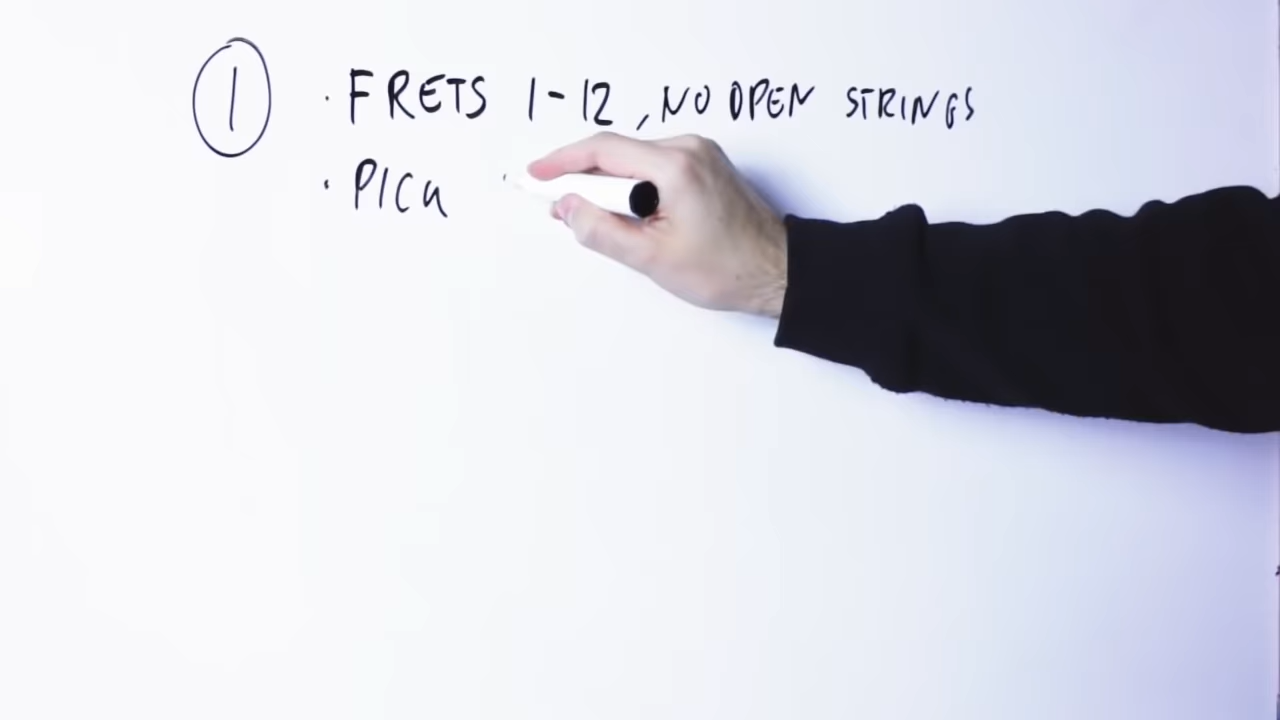 ① · FRETS 1-12, NO OPEN STRINGS
· PICK